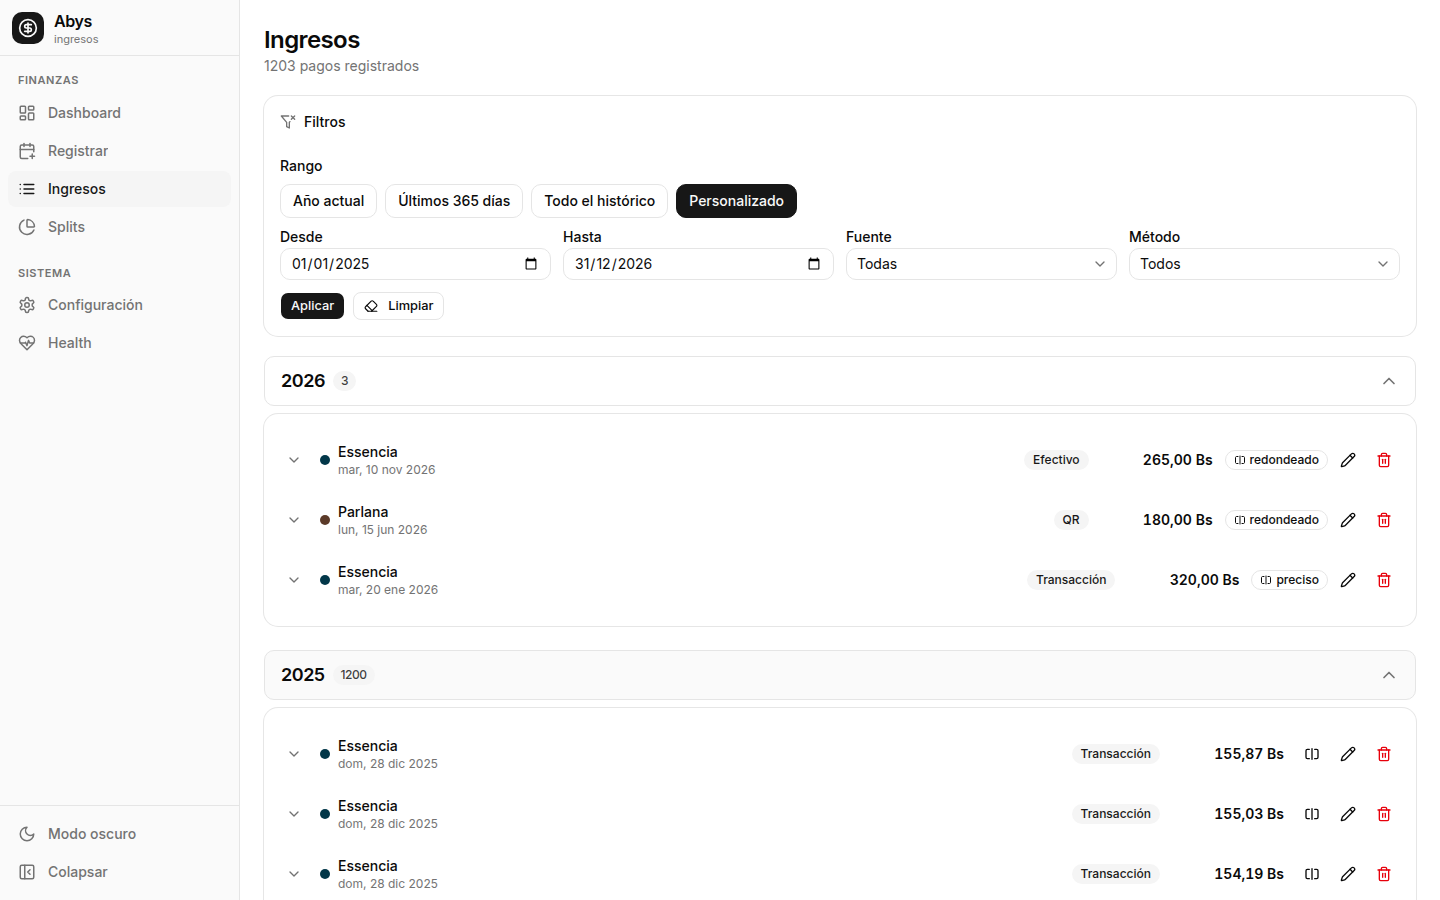 Abys
ingresos
FINANZAS
Dashboard
Registrar
Ingresos
Splits
SISTEMA
Configuración
Health
Modo oscuro
Colapsar
Ingresos
1203 pagos registrados
Filtros
Rango
Año actual Últimos 365 días Todo el histórico Personalizado
Desde Hasta Fuente Método
01/01/2025 31/12/2026 Todas Todos
Aplicar Limpiar
2026 3
Essencia
mar, 10 nov 2026
Efectivo 265,00 Bs redondeado
Parlana
lun, 15 jun 2026
QR 180,00 Bs redondeado
Essencia
mar, 20 ene 2026
Transacción 320,00 Bs preciso
2025 1200
Essencia
dom, 28 dic 2025
Transacción 155,87 Bs
Essencia
dom, 28 dic 2025
Transacción 155,03 Bs
Essencia
dom, 28 dic 2025
Transacción 154,19 Bs